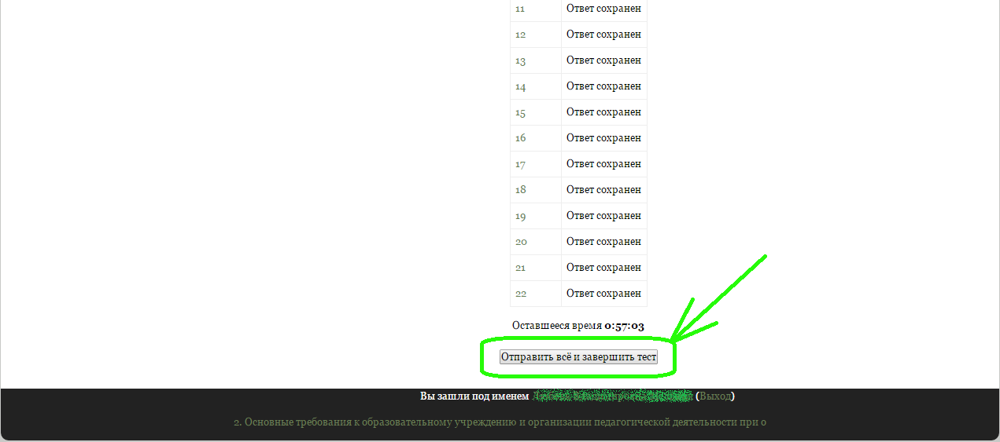 11 Ответ сохранен
12 Ответ сохранен
13 Ответ сохранен
14 Ответ сохранен
15 Ответ сохранен
16 Ответ сохранен
17 Ответ сохранен
18 Ответ сохранен
19 Ответ сохранен
20 Ответ сохранен
21 Ответ сохранен
22 Ответ сохранен
Оставшееся время 0:57:03
Отправить всё и завершить тест
Вы зашли под именем (Выход)
2. Основные требования к образовательному учреждению и организации педагогической деятельности при о